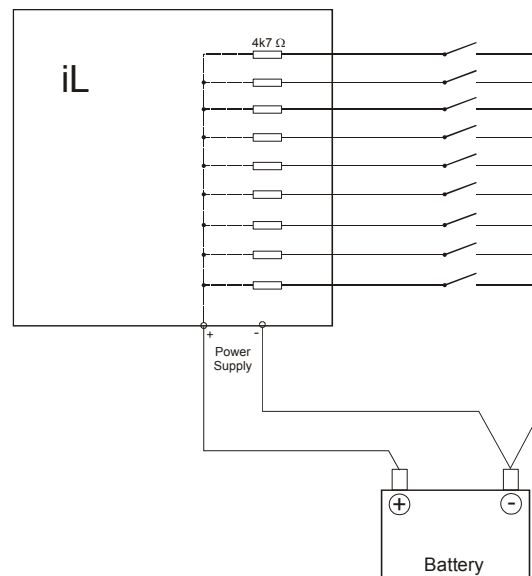 4k7 Ω
iL
+ -
Power
Supply
+ -
Battery